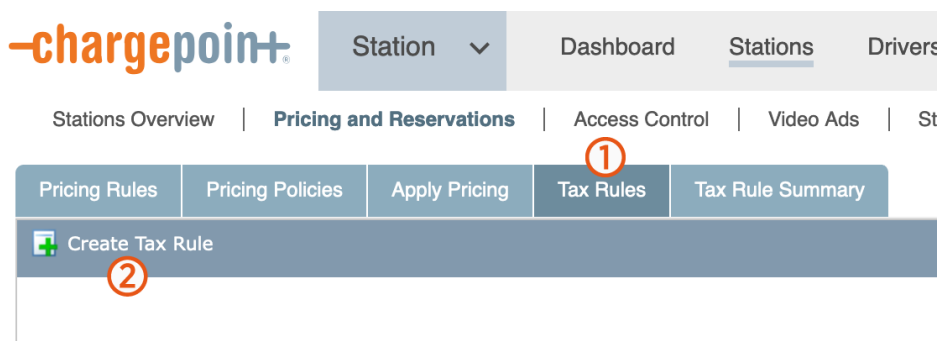 chargepoint® Station Dashboard Stations Drivers
Stations Overview | Pricing and Reservations | Access Control | Video Ads | St
1
Pricing Rules Pricing Policies Apply Pricing Tax Rules Tax Rule Summary
Create Tax Rule
2